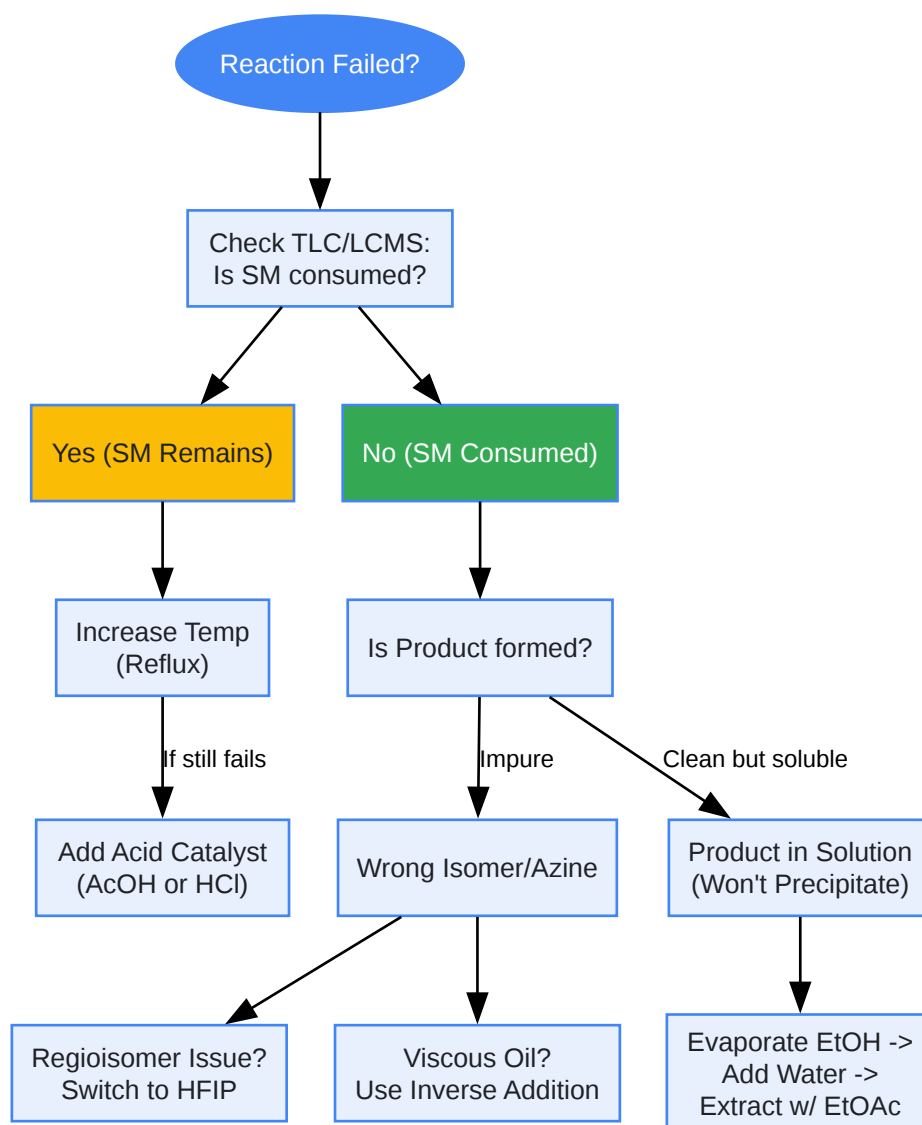 Reaction Failed?
Check TLC/LCMS:
Is SM consumed?
Yes (SM Remains)
No (SM Consumed)
Increase Temp
(Reflux)
Is Product formed?
If still fails
Impure
Clean but soluble
Add Acid Catalyst
(AcOH or HCl)
Wrong Isomer/Azine
Product in Solution
(Won't Precipitate)
Regioisomer Issue?
Switch to HFIP
Viscous Oil?
Use Inverse Addition
Evaporate EtOH ->
Add Water ->
Extract w/ EtOAc